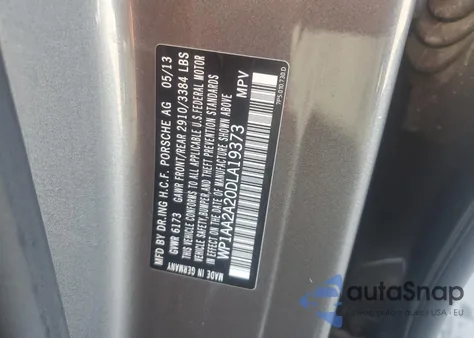 MFD BY DR.ING H.C.F. PORSCHE AG 05/13
GVWR 6173 GAWR FRONT/REAR 2910/3384 LBS
THIS VEHICLE CONFORMS TO ALL APPLICABLE U.S.FEDERAL MOTOR
VEHICLE SAFETY,BUMPER,AND THEFT PREVENTION STANDARDS
IN EFFECT ON THE DATE OF MANUFACTURE SHOWN ABOVE
WP1AA2A20DLA19373 MPV
MADE IN GERMANY
autoSnap
USA - EU